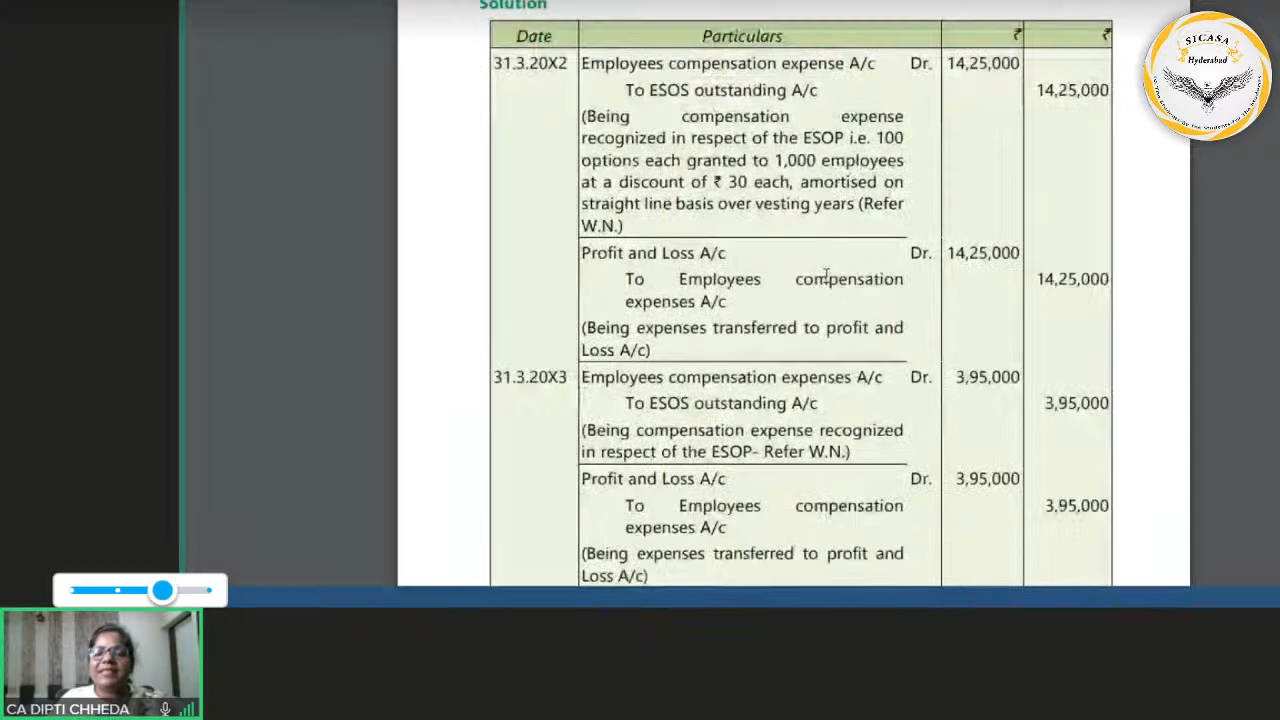 Solution
Date Particulars ₹ ₹
31.3.20X2 Employees compensation expense A/c Dr. 14,25,000
To ESOS outstanding A/c 14,25,000
(Being compensation expense
recognized in respect of the ESOP i.e. 100
options each granted to 1,000 employees
at a discount of ₹ 30 each, amortised on
straight line basis over vesting years (Refer
W.N.)
Profit and Loss A/c Dr. 14,25,000
To Employees compensation 14,25,000
expenses A/c
(Being expenses transferred to profit and
Loss A/c)
31.3.20X3 Employees compensation expenses A/c Dr. 3,95,000
To ESOS outstanding A/c 3,95,000
(Being compensation expense recognized
in respect of the ESOP- Refer W.N.)
Profit and Loss A/c Dr. 3,95,000
To Employees compensation 3,95,000
expenses A/c
(Being expenses transferred to profit and
Loss A/c)
SICASA
Hyderabad
CA DIPTI CHHEDA